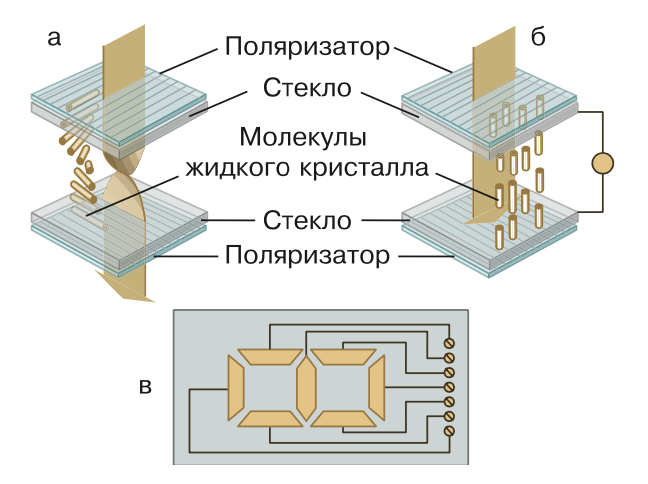 а
б
Поляризатор
Стекло
Молекулы
жидкого кристалла
Стекло
Поляризатор
в